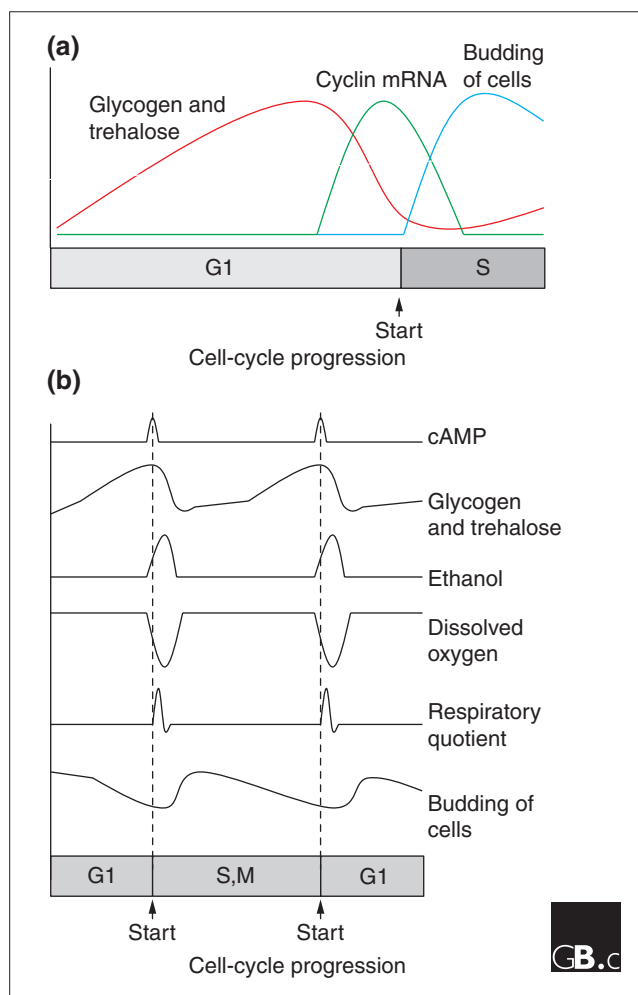 (a)
Glycogen and
trehalose
Cyclin mRNA
Budding
of cells
G1
S
Start
Cell-cycle progression
(b)
cAMP
Glycogen
and trehalose
Ethanol
Dissolved
oxygen
Respiratory
quotient
Budding of
cells
G1
S,M
G1
Start
Start
Cell-cycle progression
GB.c